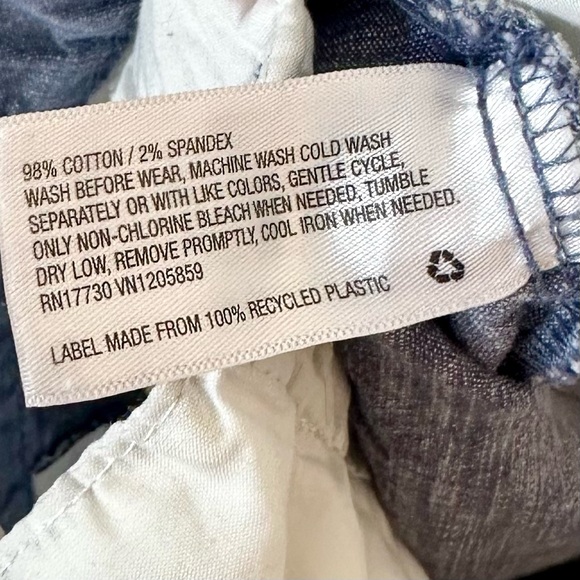 98% COTTON / 2% SPANDEX
WASH BEFORE WEAR, MACHINE WASH COLD WASH
SEPARATELY OR WITH LIKE COLORS, GENTLE CYCLE,
ONLY NON-CHLORINE BLEACH WHEN NEEDED, TUMBLE
DRY LOW, REMOVE PROMPTLY, COOL IRON WHEN NEEDED.
RN17730 VN1205859
LABEL MADE FROM 100% RECYCLED PLASTIC